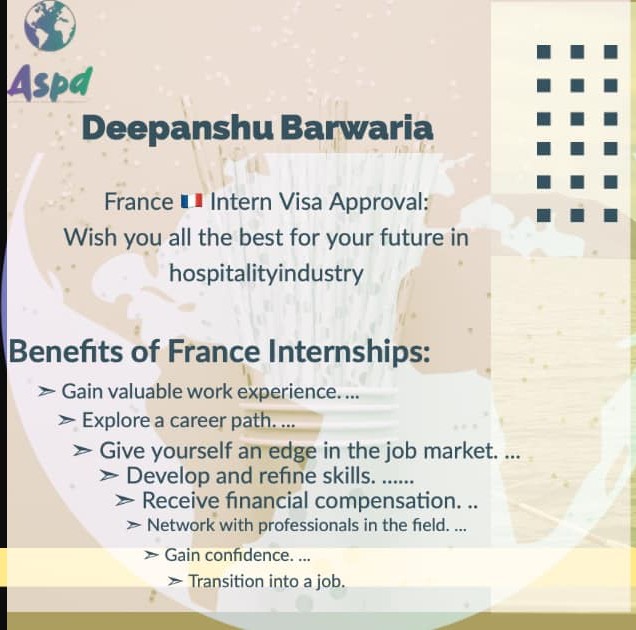 Aspd
Deepanshu Barwaria
France 🇫🇷 Intern Visa Approval:
Wish you all the best for your future in
hospitalityindustry
Benefits of France Internships:
➣ Gain valuable work experience. ...
➣ Explore a career path. ...
➣ Give yourself an edge in the job market. ...
➣ Develop and refine skills. ......
➣ Receive financial compensation. ..
➣ Network with professionals in the field. ...
➣ Gain confidence. ...
➣ Transition into a job.